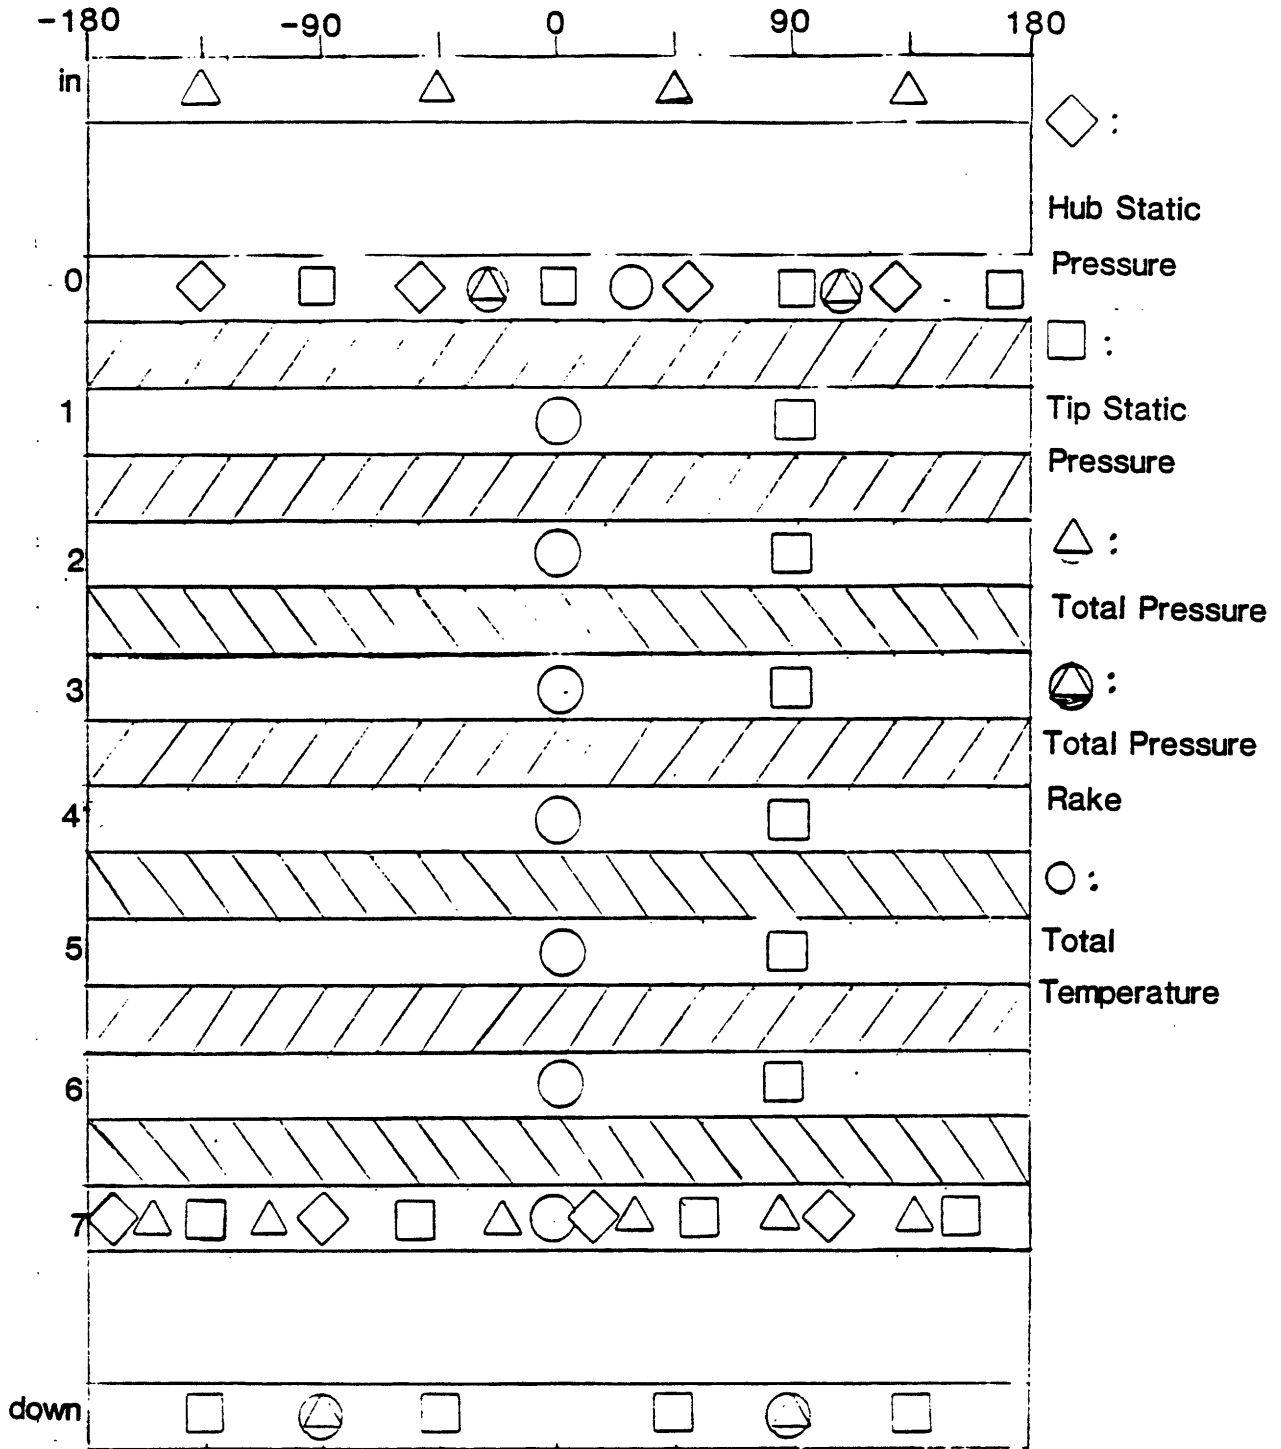 -180 -90 0 90 180
in
:
Hub Static
0
Pressure
:
1
Tip Static
Pressure
2
:
Total Pressure
3
:
Total Pressure
4
Rake
:
5
Total
Temperature
6
7
down